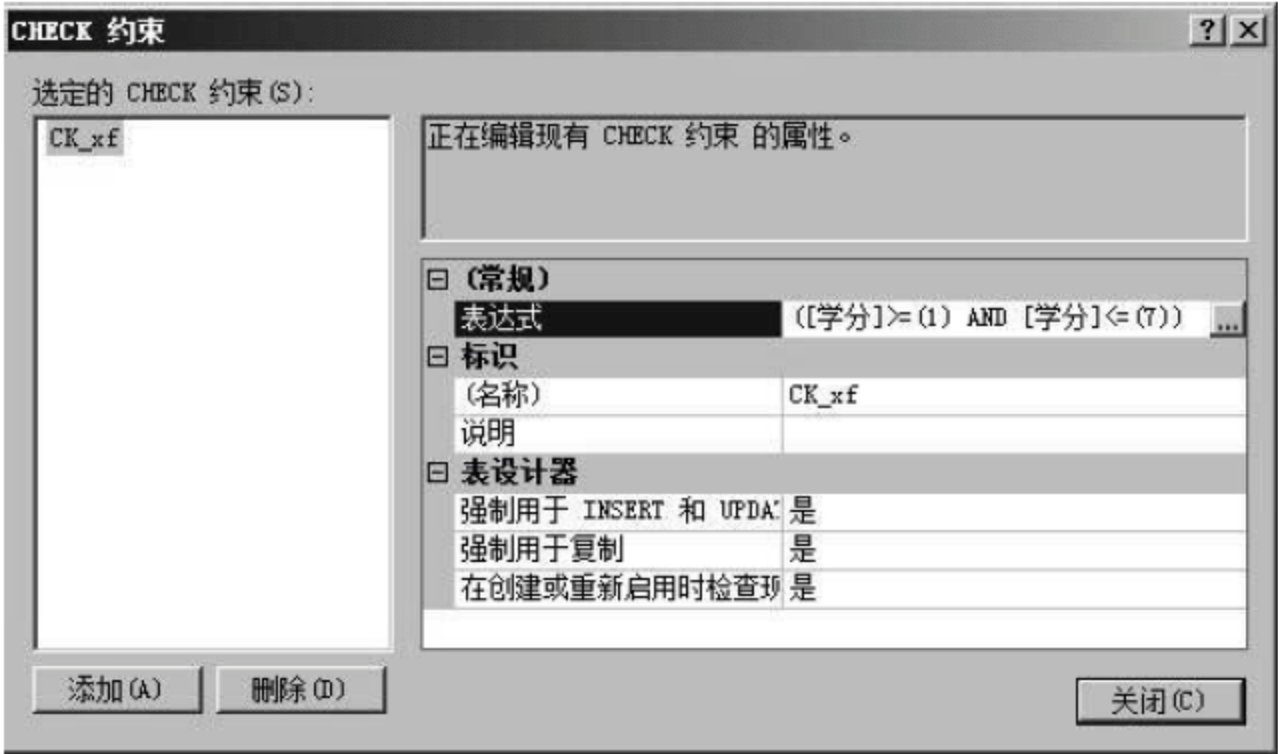 CHECK 约束
选定的 CHECK 约束(S):
CK_xf
正在编辑现有 CHECK 约束 的属性。
(常规)
表达式 ([学分]>=(1) AND [学分]<=(7)) ...
标识
(名称) CK_xf
说明
表设计器
强制用于 INSERT 和 UPDA 是
强制用于复制 是
在创建或重新启用时检查现 是
添加(A) 删除(D)
关闭(C)